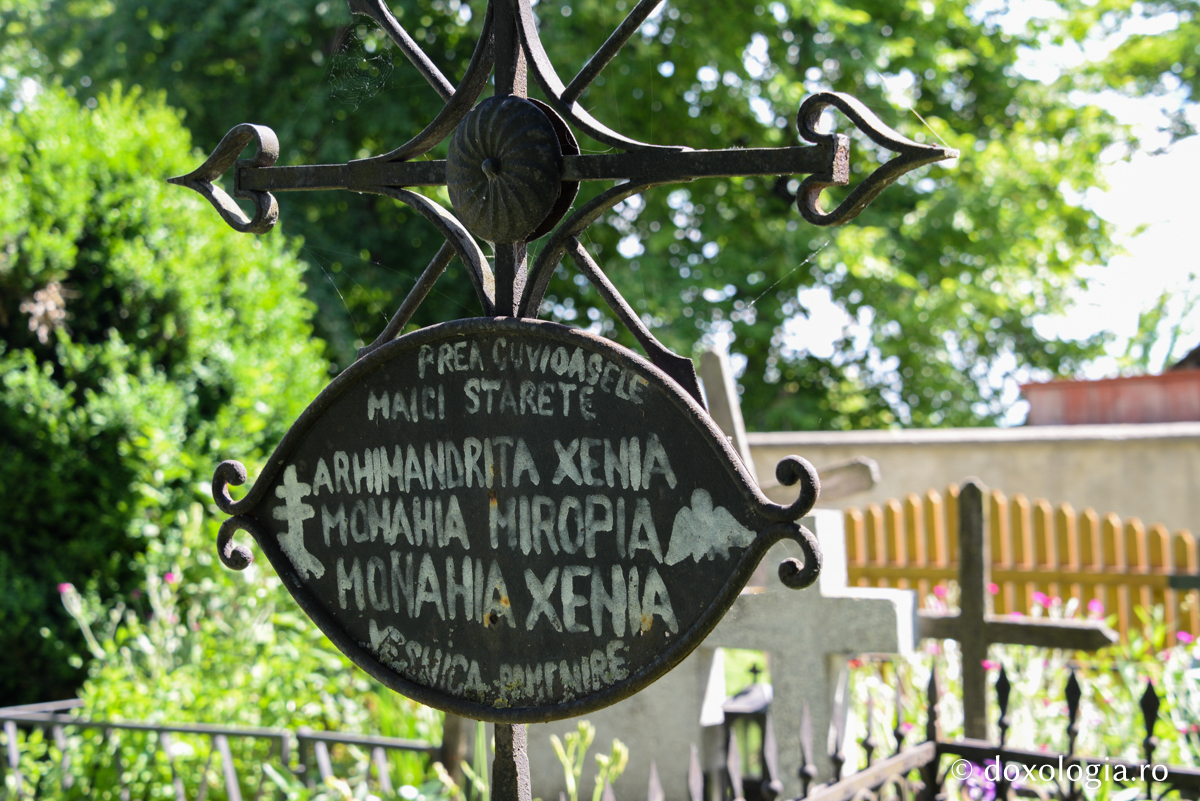 PREA CUVIOASELE
MAICI STAREȚE
ARHIMANDRITA XENIA
MONAHIA MIROPIA
MONAHIA XENIA
VEȘNICA POMENIRE
© doxologia.ro